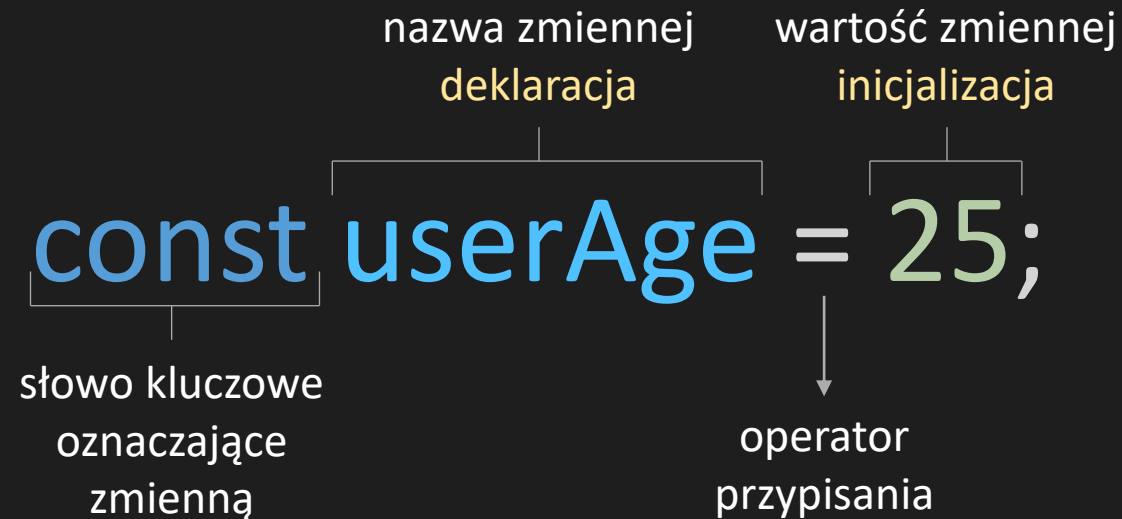 nazwa zmiennej
deklaracja
wartość zmiennej
inicjalizacja
const userAge = 25;
słowo kluczowe
oznaczające
zmienną
operator
przypisania